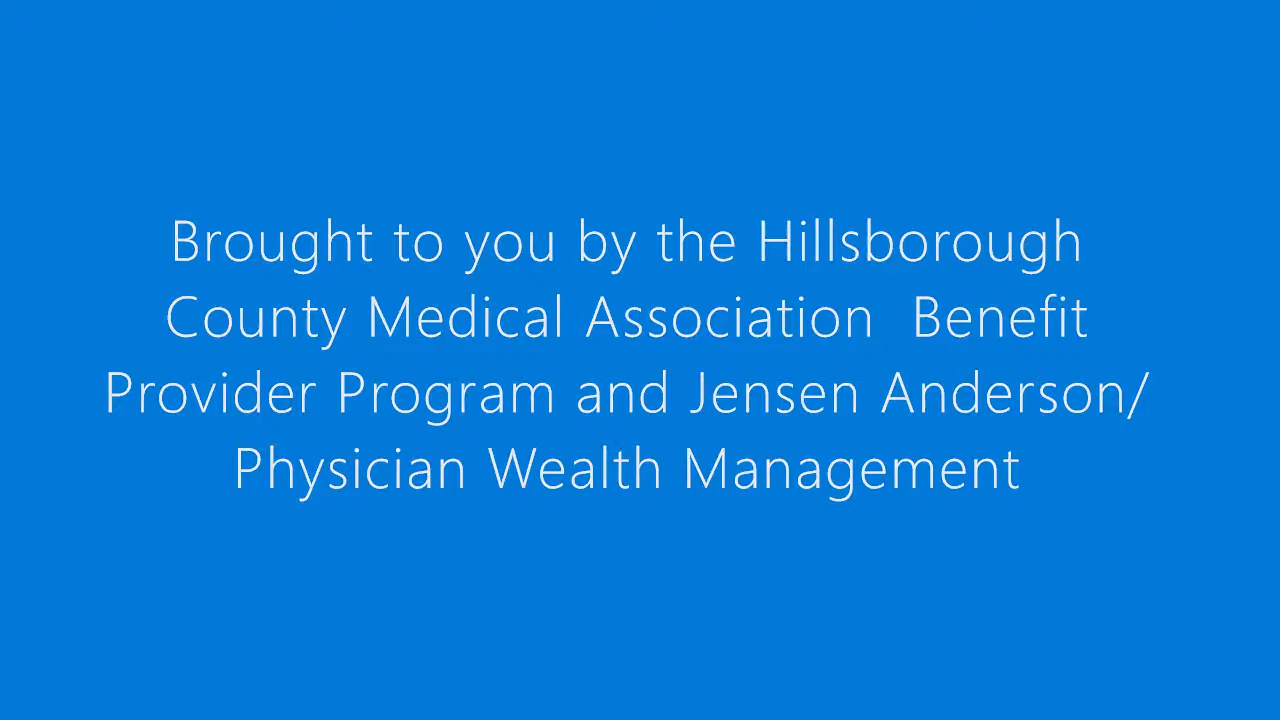 Brought to you by the Hillsborough
County Medical Association  Benefit
Provider Program and Jensen Anderson/
Physician Wealth Management